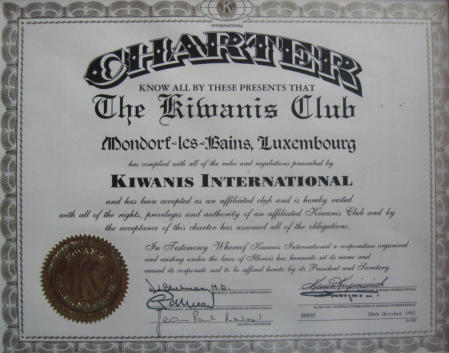 K
INTERNATIONAL
CHARTER
KNOW ALL BY THESE PRESENTS THAT
The Kiwanis Club
Mondorf-les-Bains, Luxembourg
has complied with all of the rules and regulations prescribed by
KIWANIS INTERNATIONAL
and has been accepted as an affiliated club and is hereby vested
with all of the rights, privileges and authority of an affiliated Kiwanis Club and by
the acceptance of this charter has assumed all of the obligations.
In Testimony Whereof Kiwanis International a corporation organized
and existing under the laws of Illinois has hereunto set its name and
caused its corporate seal to be affixed hereto by its President and Secretary.
K
M.D.
Jean Paul
26th October